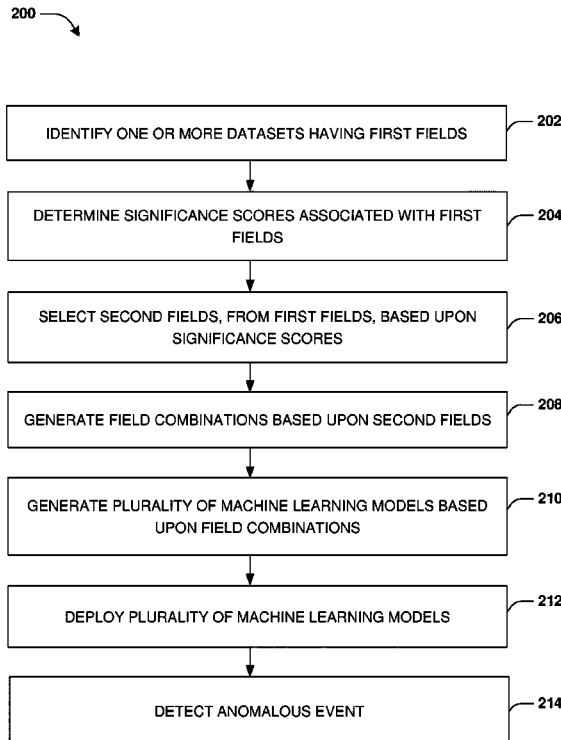 200
IDENTIFY ONE OR MORE DATASETS HAVING FIRST FIELDS
202
DETERMINE SIGNIFICANCE SCORES ASSOCIATED WITH FIRST
FIELDS
204
SELECT SECOND FIELDS, FROM FIRST FIELDS, BASED UPON
SIGNIFICANCE SCORES
206
GENERATE FIELD COMBINATIONS BASED UPON SECOND FIELDS
208
GENERATE PLURALITY OF MACHINE LEARNING MODELS BASED
UPON FIELD COMBINATIONS
210
DEPLOY PLURALITY OF MACHINE LEARNING MODELS
212
DETECT ANOMALOUS EVENT
214